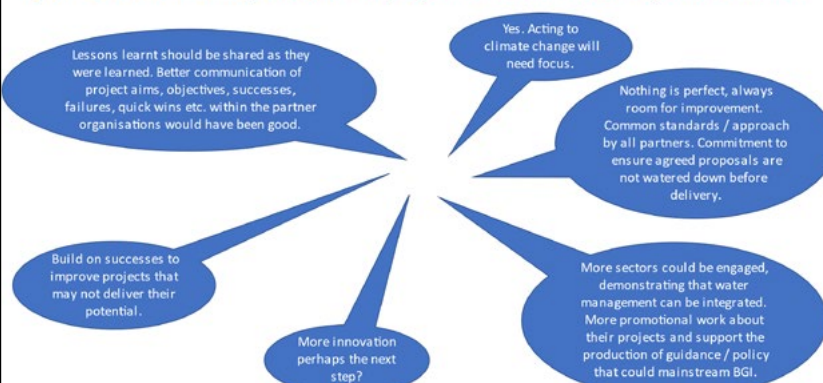 Lessons learnt should be shared as they
were learned. Better communication of
project aims, objectives, successes,
failures, quick wins etc. within the partner
organisations would have been good.
Yes. Acting to
climate change will
need focus.
Nothing is perfect, always
room for improvement.
Common standards / approach
by all partners. Commitment to
ensure agreed proposals are
not watered down before
delivery.
Build on successes to
improve projects that
may not deliver their
potential.
More innovation
perhaps the next
step?
More sectors could be engaged,
demonstrating that water
management can be integrated.
More promotional work about
their projects and support the
production of guidance / policy
that could mainstream BGI.